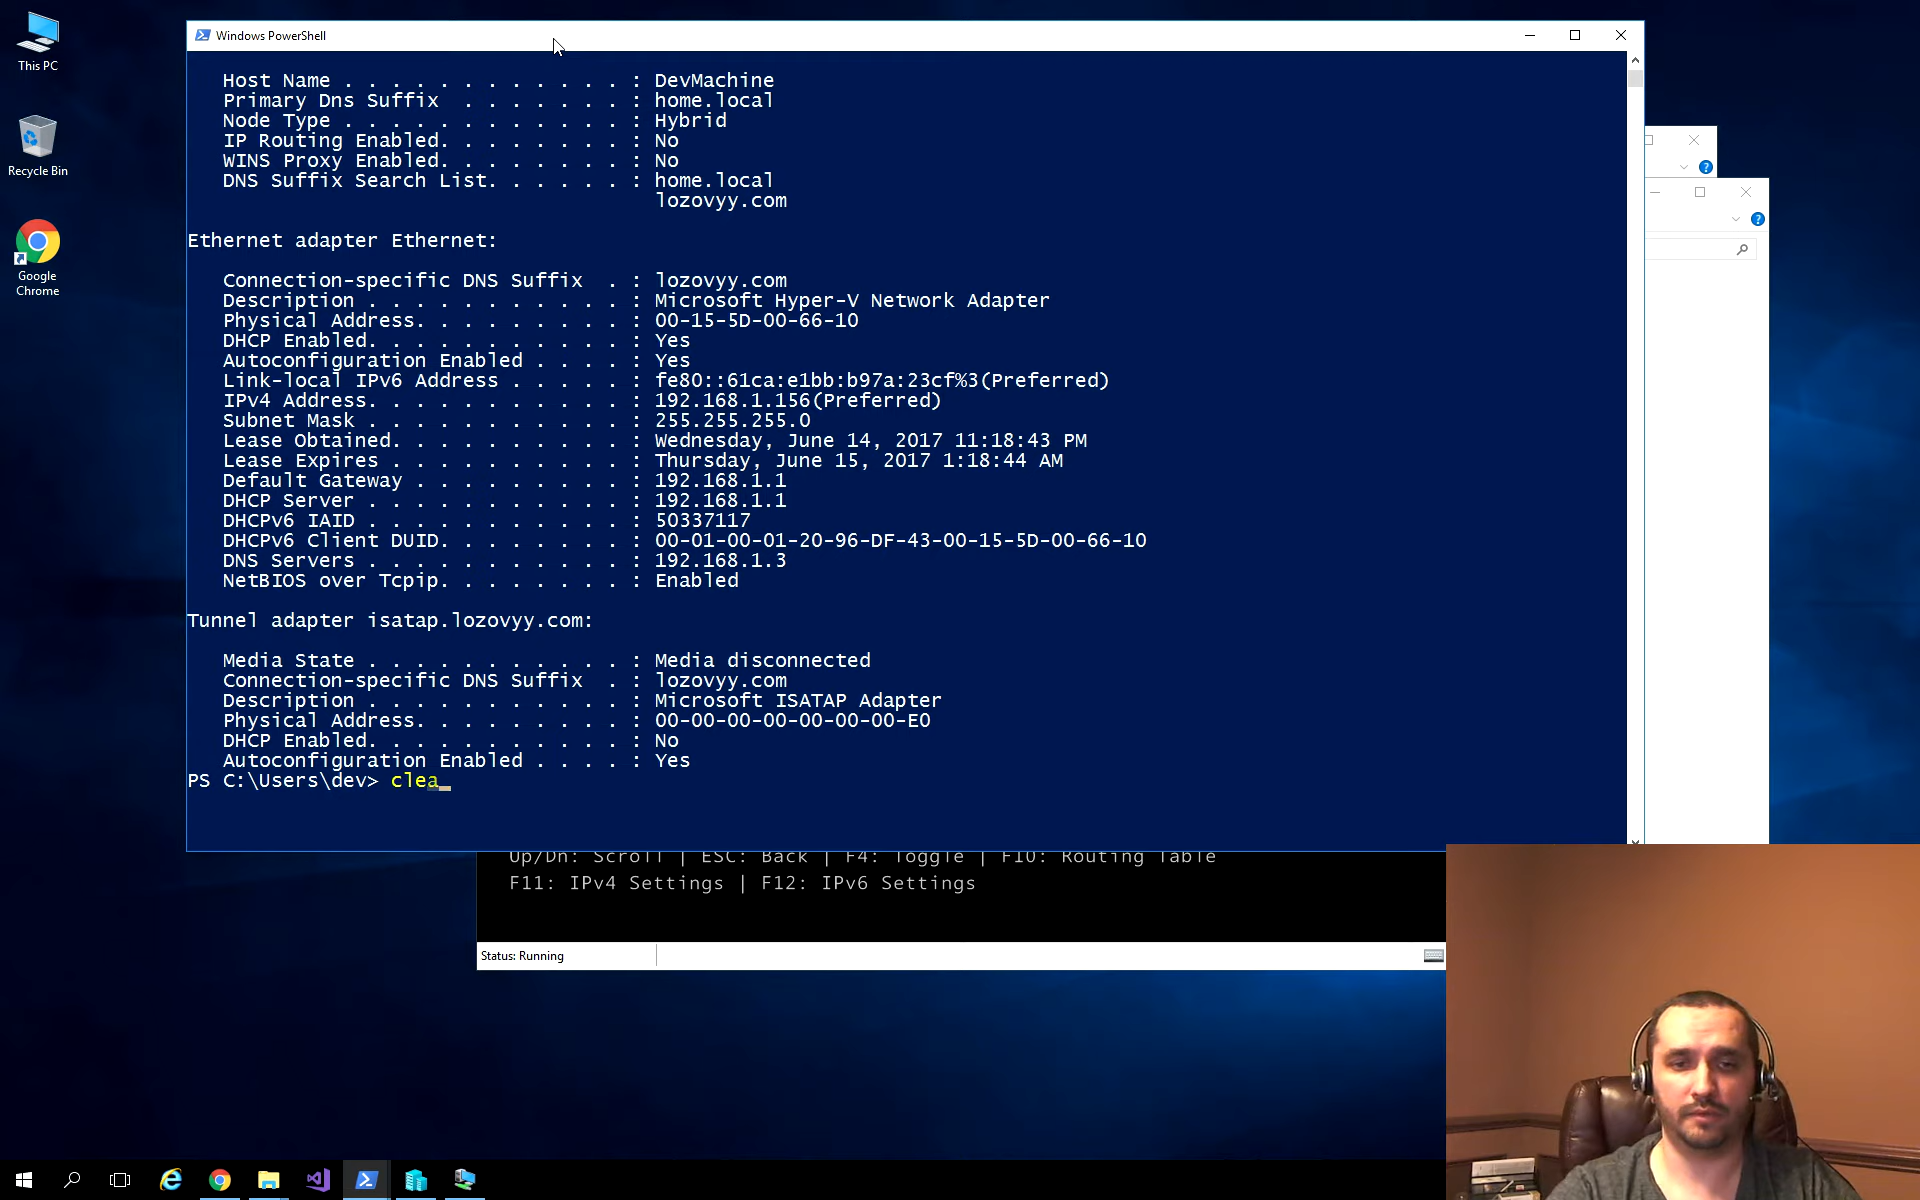 This PC
Recycle Bin
Google
Chrome
Windows PowerShell
Host Name . . . . . . . . . . . . : DevMachine
Primary Dns Suffix  . . . . . . . : home.local
Node Type . . . . . . . . . . . . : Hybrid
IP Routing Enabled. . . . . . . . : No
WINS Proxy Enabled. . . . . . . . : No
DNS Suffix Search List. . . . . . : home.local
lozovyy.com
Ethernet adapter Ethernet:
Connection-specific DNS Suffix  . : lozovyy.com
Description . . . . . . . . . . . : Microsoft Hyper-V Network Adapter
Physical Address. . . . . . . . . : 00-15-5D-00-66-10
DHCP Enabled. . . . . . . . . . . : Yes
Autoconfiguration Enabled . . . . : Yes
Link-local IPv6 Address . . . . . : fe80::61ca:e1bb:b97a:23cf%3(Preferred)
IPv4 Address. . . . . . . . . . . : 192.168.1.156(Preferred)
Subnet Mask . . . . . . . . . . . : 255.255.255.0
Lease Obtained. . . . . . . . . . : Wednesday, June 14, 2017 11:18:43 PM
Lease Expires . . . . . . . . . . : Thursday, June 15, 2017 1:18:44 AM
Default Gateway . . . . . . . . . : 192.168.1.1
DHCP Server . . . . . . . . . . . : 192.168.1.1
DHCPv6 IAID . . . . . . . . . . . : 50337117
DHCPv6 Client DUID. . . . . . . . : 00-01-00-01-20-96-DF-43-00-15-5D-00-66-10
DNS Servers . . . . . . . . . . . : 192.168.1.3
NetBIOS over Tcpip. . . . . . . . : Enabled
Tunnel adapter isatap.lozovyy.com:
Media State . . . . . . . . . . . : Media disconnected
Connection-specific DNS Suffix  . : lozovyy.com
Description . . . . . . . . . . . : Microsoft ISATAP Adapter
Physical Address. . . . . . . . . : 00-00-00-00-00-00-00-E0
DHCP Enabled. . . . . . . . . . . : No
Autoconfiguration Enabled . . . . : Yes
PS C:\Users\dev> clea_
Up/Dn: Scroll | ESC: Back | F4: Toggle | F10: Routing Table
F11: IPv4 Settings | F12: IPv6 Settings
Status: Running